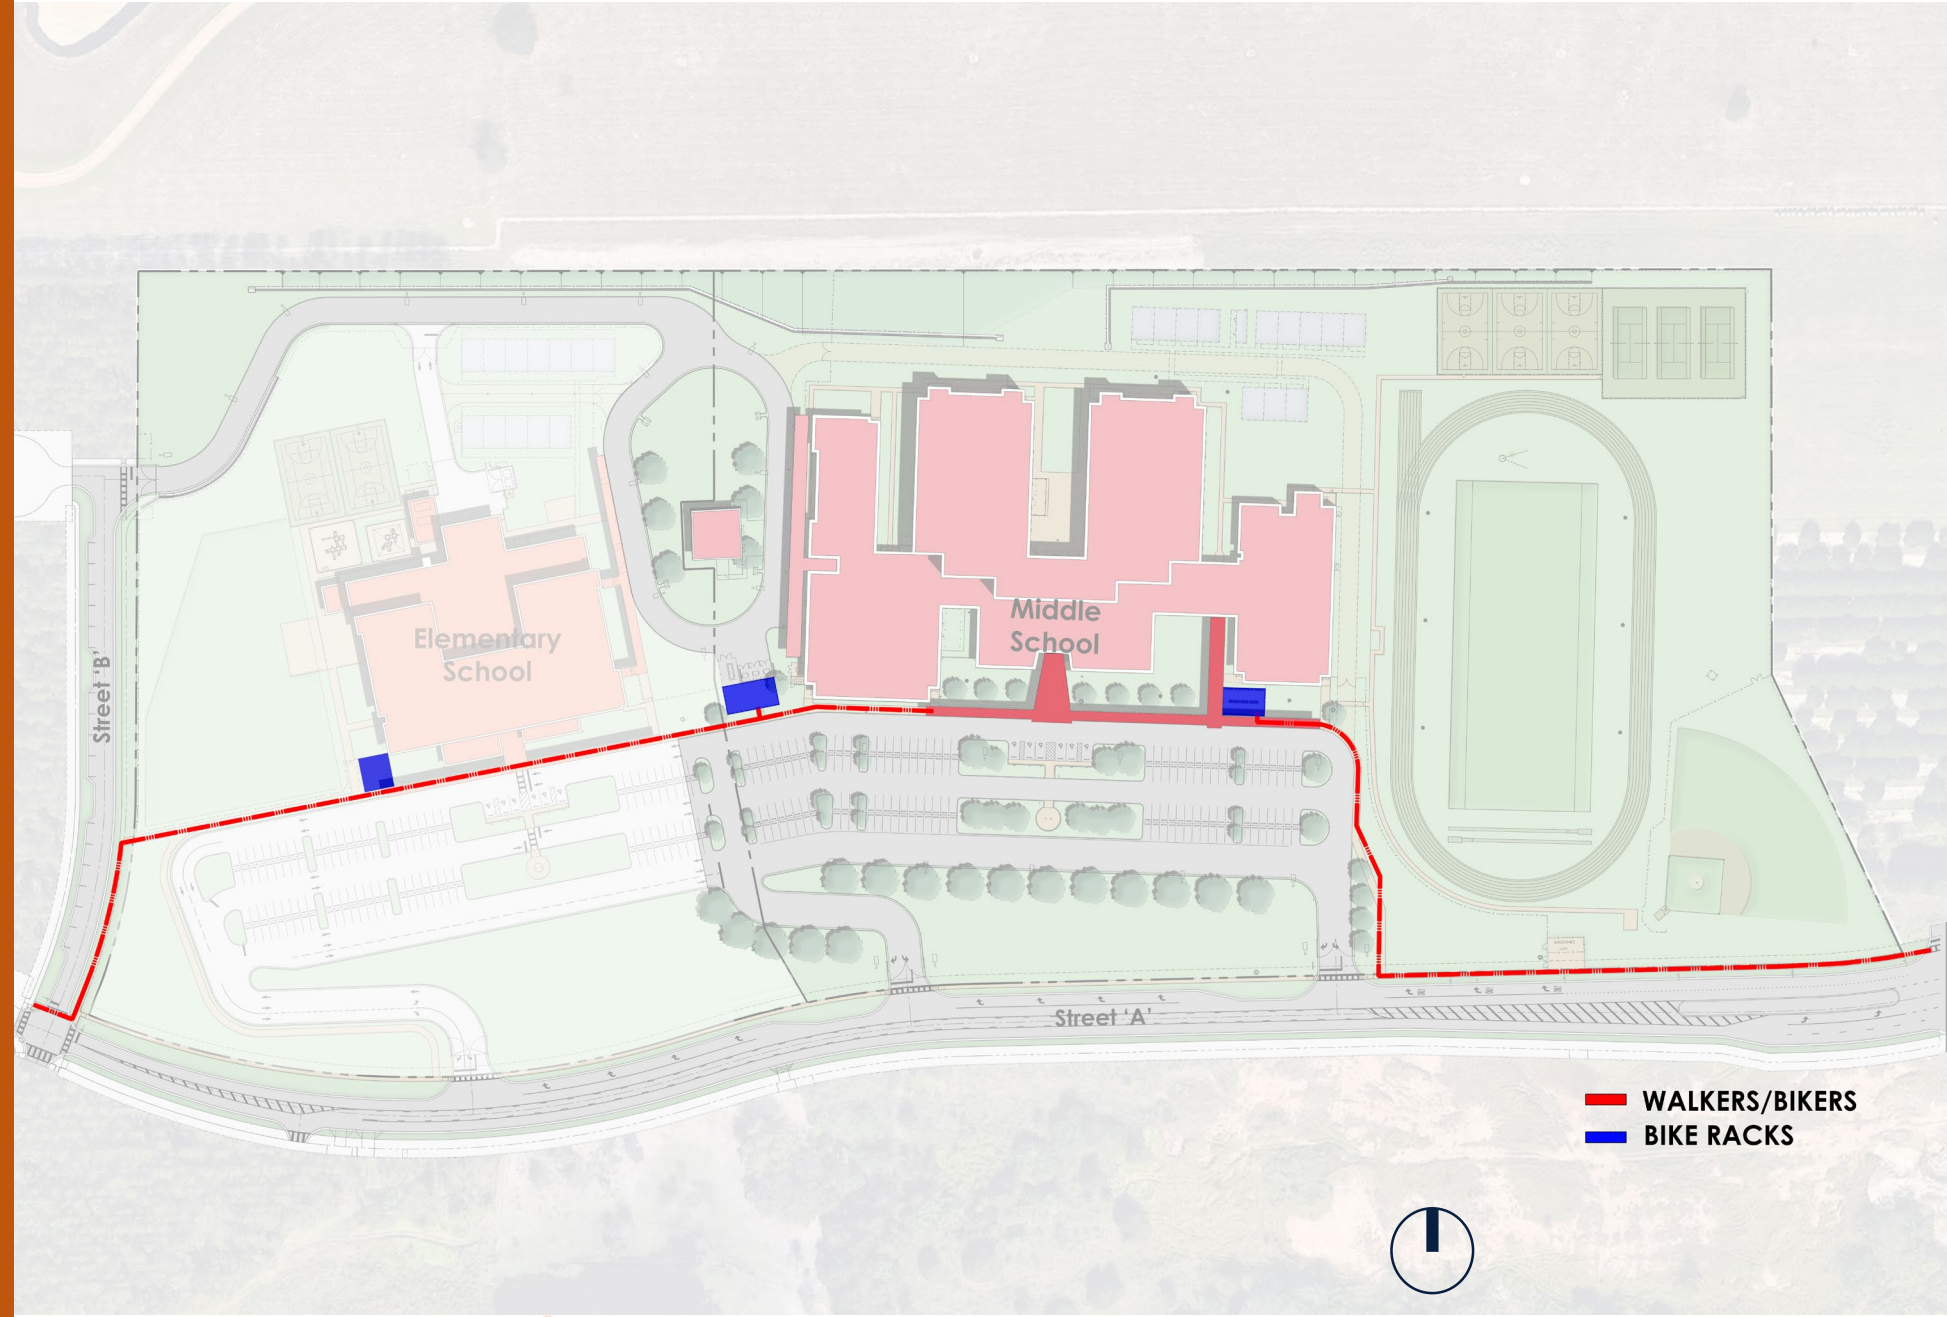 Middle
School
Elementary
School
Street 'B'
Street 'A'
WALKERS/BIKERS
BIKE RACKS